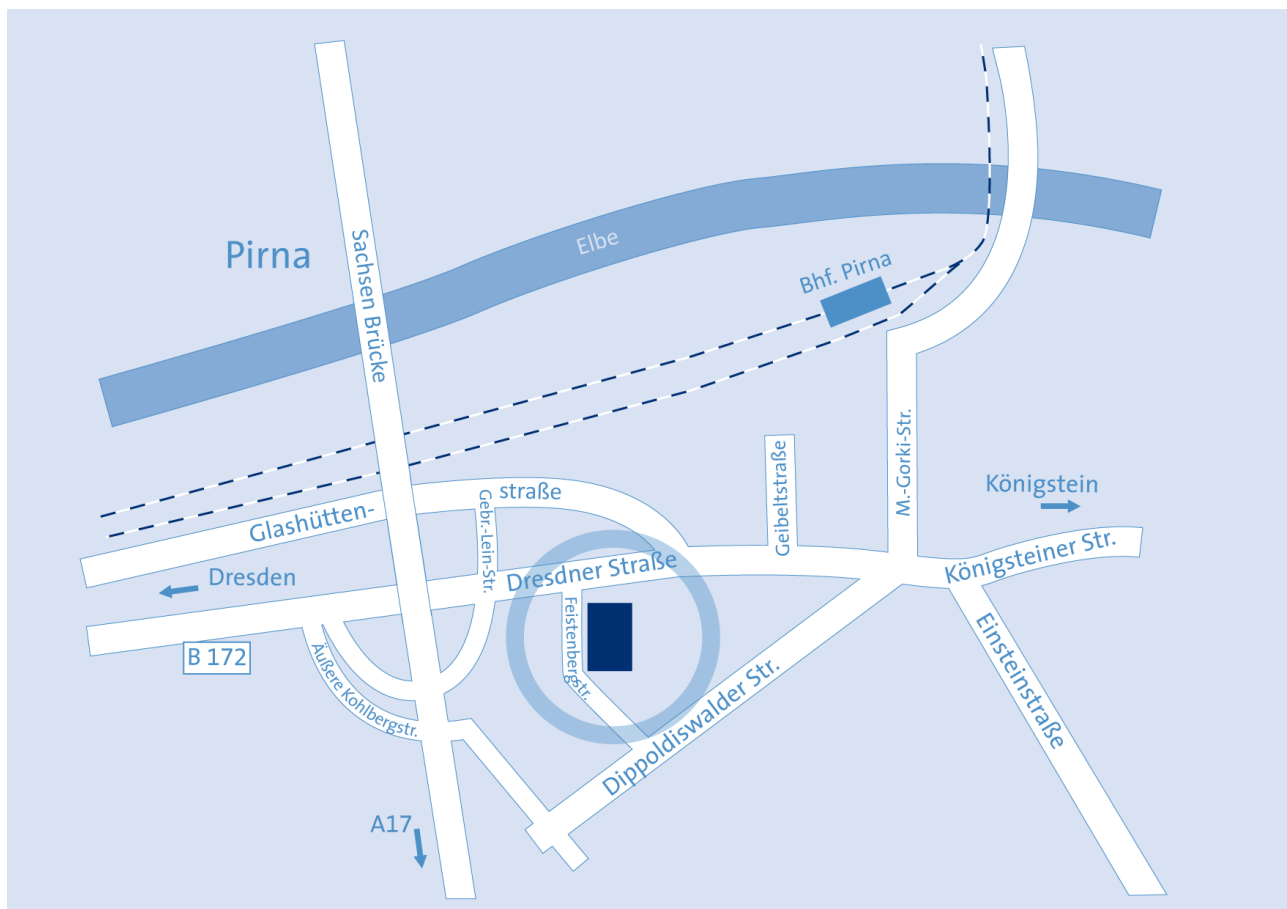 Pirna
Elbe
Bhf. Pirna
Sachsen Brücke
Glashütten-
straße
Gebr.-Lein-Str.
Geibeltstraße
M.-Gorki-Str.
Königstein
Königsteiner Str.
Dresden
Dresdner Straße
B 172
Feistenbergstr.
Äußere Kohlbergstr.
Dippoldiswalder Str.
Einsteinstraße
A17